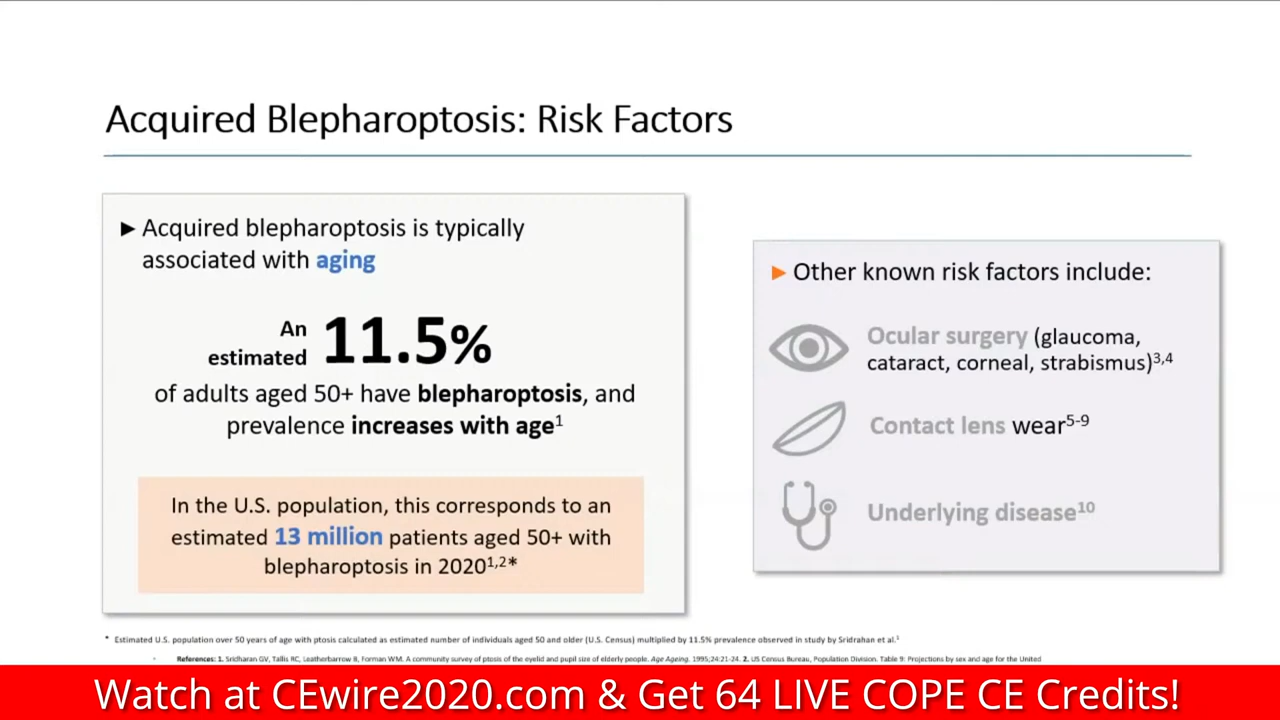 Acquired Blepharoptosis: Risk Factors
► Acquired blepharoptosis is typically
associated with aging
An
estimated 11.5%
of adults aged 50+ have blepharoptosis, and
prevalence increases with age1
In the U.S. population, this corresponds to an
estimated 13 million patients aged 50+ with
blepharoptosis in 20201,2*
► Other known risk factors include:
Ocular surgery (glaucoma,
cataract, corneal, strabismus)3,4
Contact lens wear5-9
Underlying disease10
* Estimated U.S. population over 50 years of age with ptosis calculated as estimated number of individuals aged 50 and older (U.S. Census) multiplied by 11.5% prevalence observed in study by Sridrahan et al.1
References: 1. Sridharan GV, Tallis RC, Leatherbarrow B, Forman WM. A community survey of ptosis of the eyelid and pupil size of elderly people. Age Ageing. 1995;24:21-24. 2. US Census Bureau, Population Division. Table 9: Projections by sex and age for the United
Watch at CEwire2020.com & Get 64 LIVE COPE CE Credits!